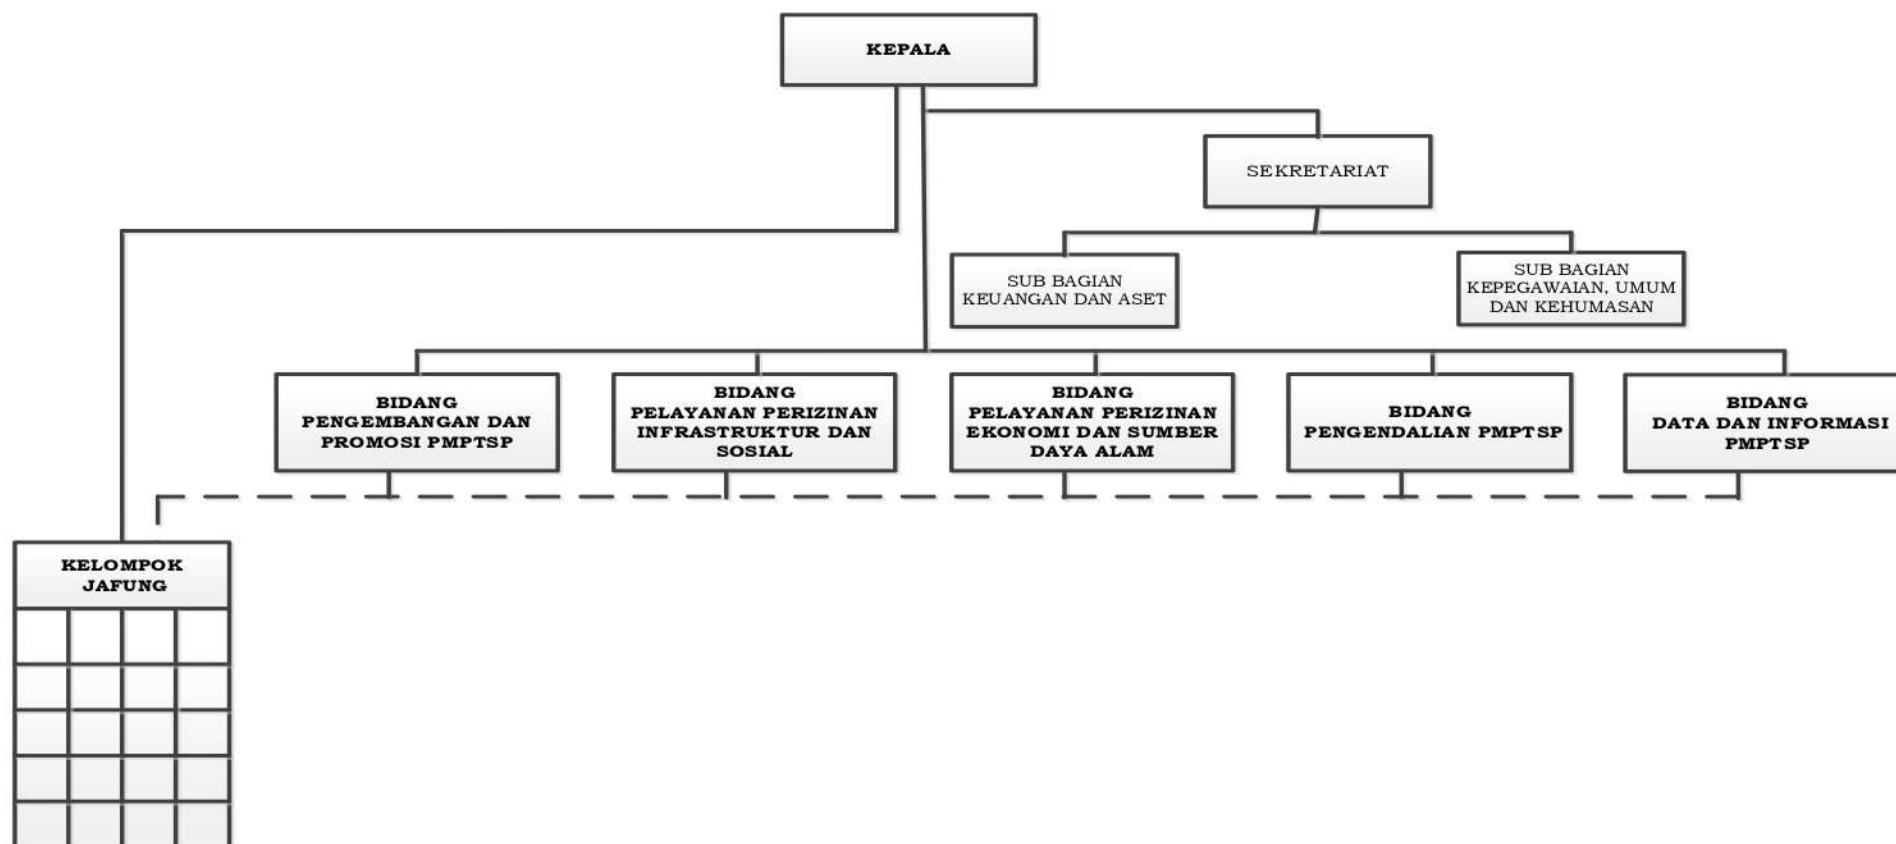 KEPALA
SEKRETARIAT
SUB BAGIAN
KEUANGAN DAN ASET
SUB BAGIAN
KEPEGAWAIAN, UMUM
DAN KEHUMASAN
BIDANG
PENGEMBANGAN DAN
PROMOSI PMPTSP
BIDANG
PELAYANAN PERIZINAN
INFRASTRUKTUR DAN
SOSIAL
BIDANG
PELAYANAN PERIZINAN
EKONOMI DAN SUMBER
DAYA ALAM
BIDANG
PENGENDALIAN PMPTSP
BIDANG
DATA DAN INFORMASI
PMPTSP
KELOMPOK
JAFUNG